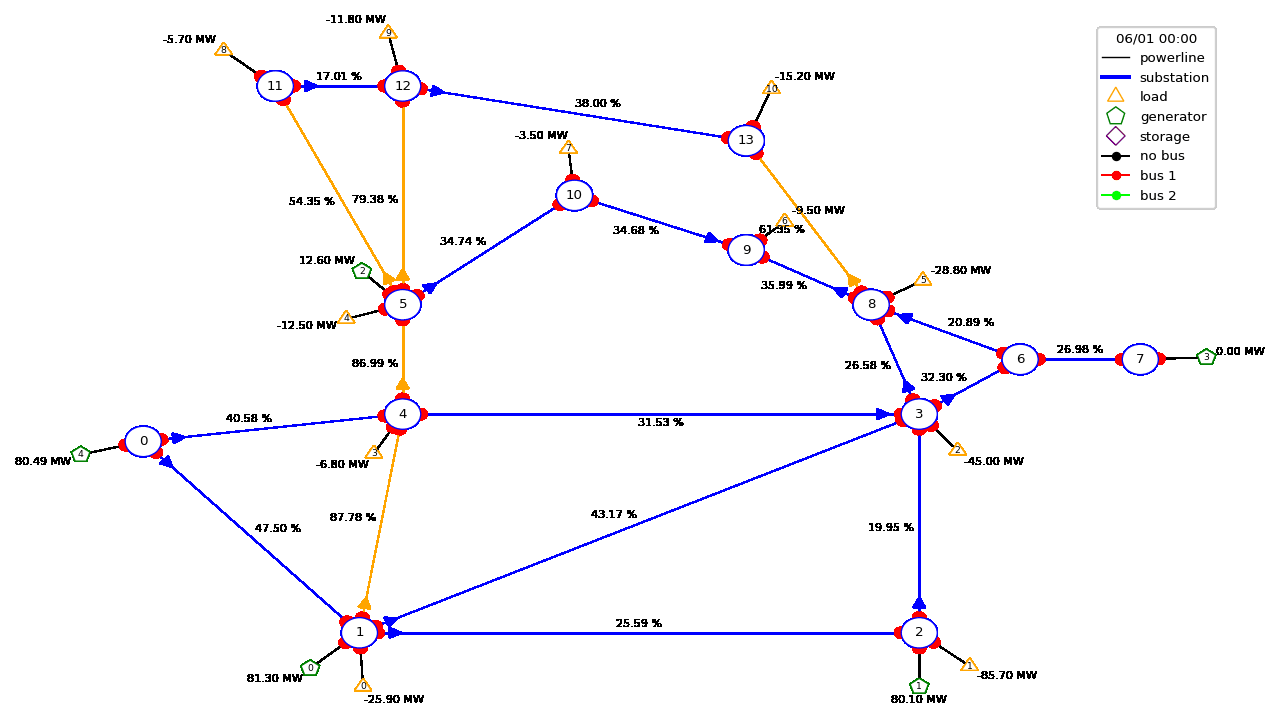 -11.80 MW
9
-5.70 MW
8
11
17.01 %
12
38.00 %
-15.20 MW
10
13
06/01 00:00
powerline
substation
load
generator
storage
no bus
bus 1
bus 2
-3.50 MW
7
10
54.35 %
79.38 %
34.74 %
34.68 %
-9.50 MW
6
61.35 %
9
12.60 MW
2
35.99 %
-28.80 MW
5
5
8
4
-12.50 MW
20.89 %
86.99 %
26.58 %
32.30 %
6
26.98 %
7
3
0.00 MW
40.58 %
4
31.53 %
3
0
4
80.49 MW
3
-6.80 MW
2
-45.00 MW
47.50 %
87.78 %
43.17 %
19.95 %
1
25.59 %
2
0
81.30 MW
0
-25.90 MW
1
-85.70 MW
1
80.10 MW